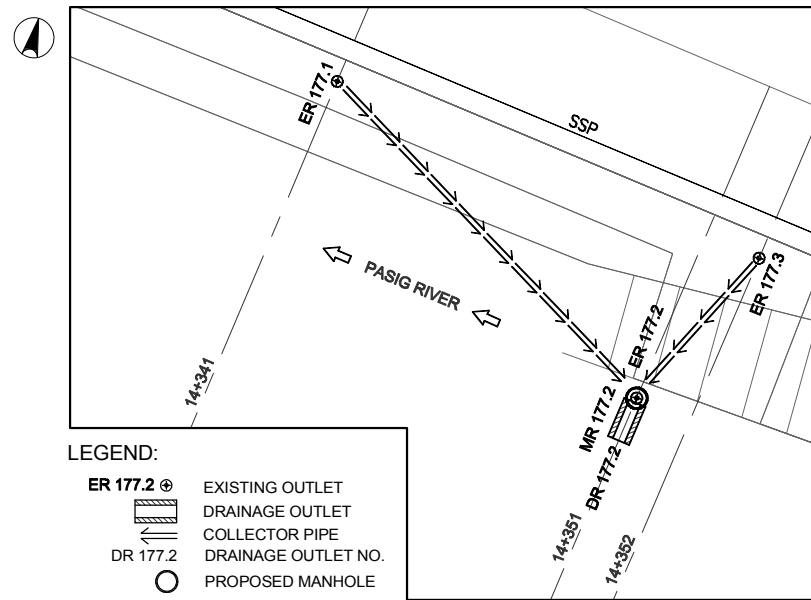 ER 177.1
SSP
PASIG RIVER
ER 177.3
ER 177.2
14+341
MR 177.2
DR 177.2
14+351
14+352
LEGEND:
ER 177.2 EXISTING OUTLET
DRAINAGE OUTLET
COLLECTOR PIPE
DR 177.2 DRAINAGE OUTLET NO.
PROPOSED MANHOLE